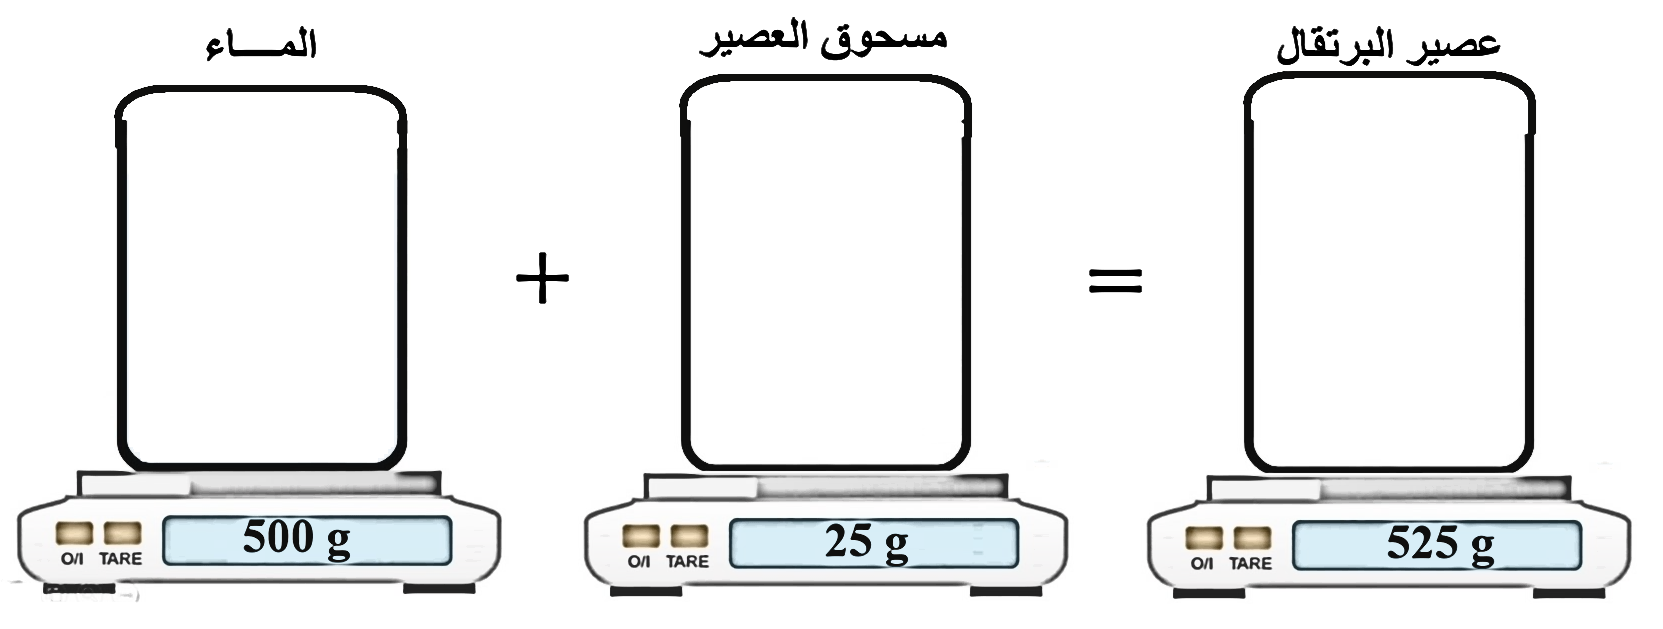 المـــاء
مسحوق العصير
عصير البرتقال
+
=
500 g
O/I TARE
25 g
O/I TARE
525 g
O/I TARE